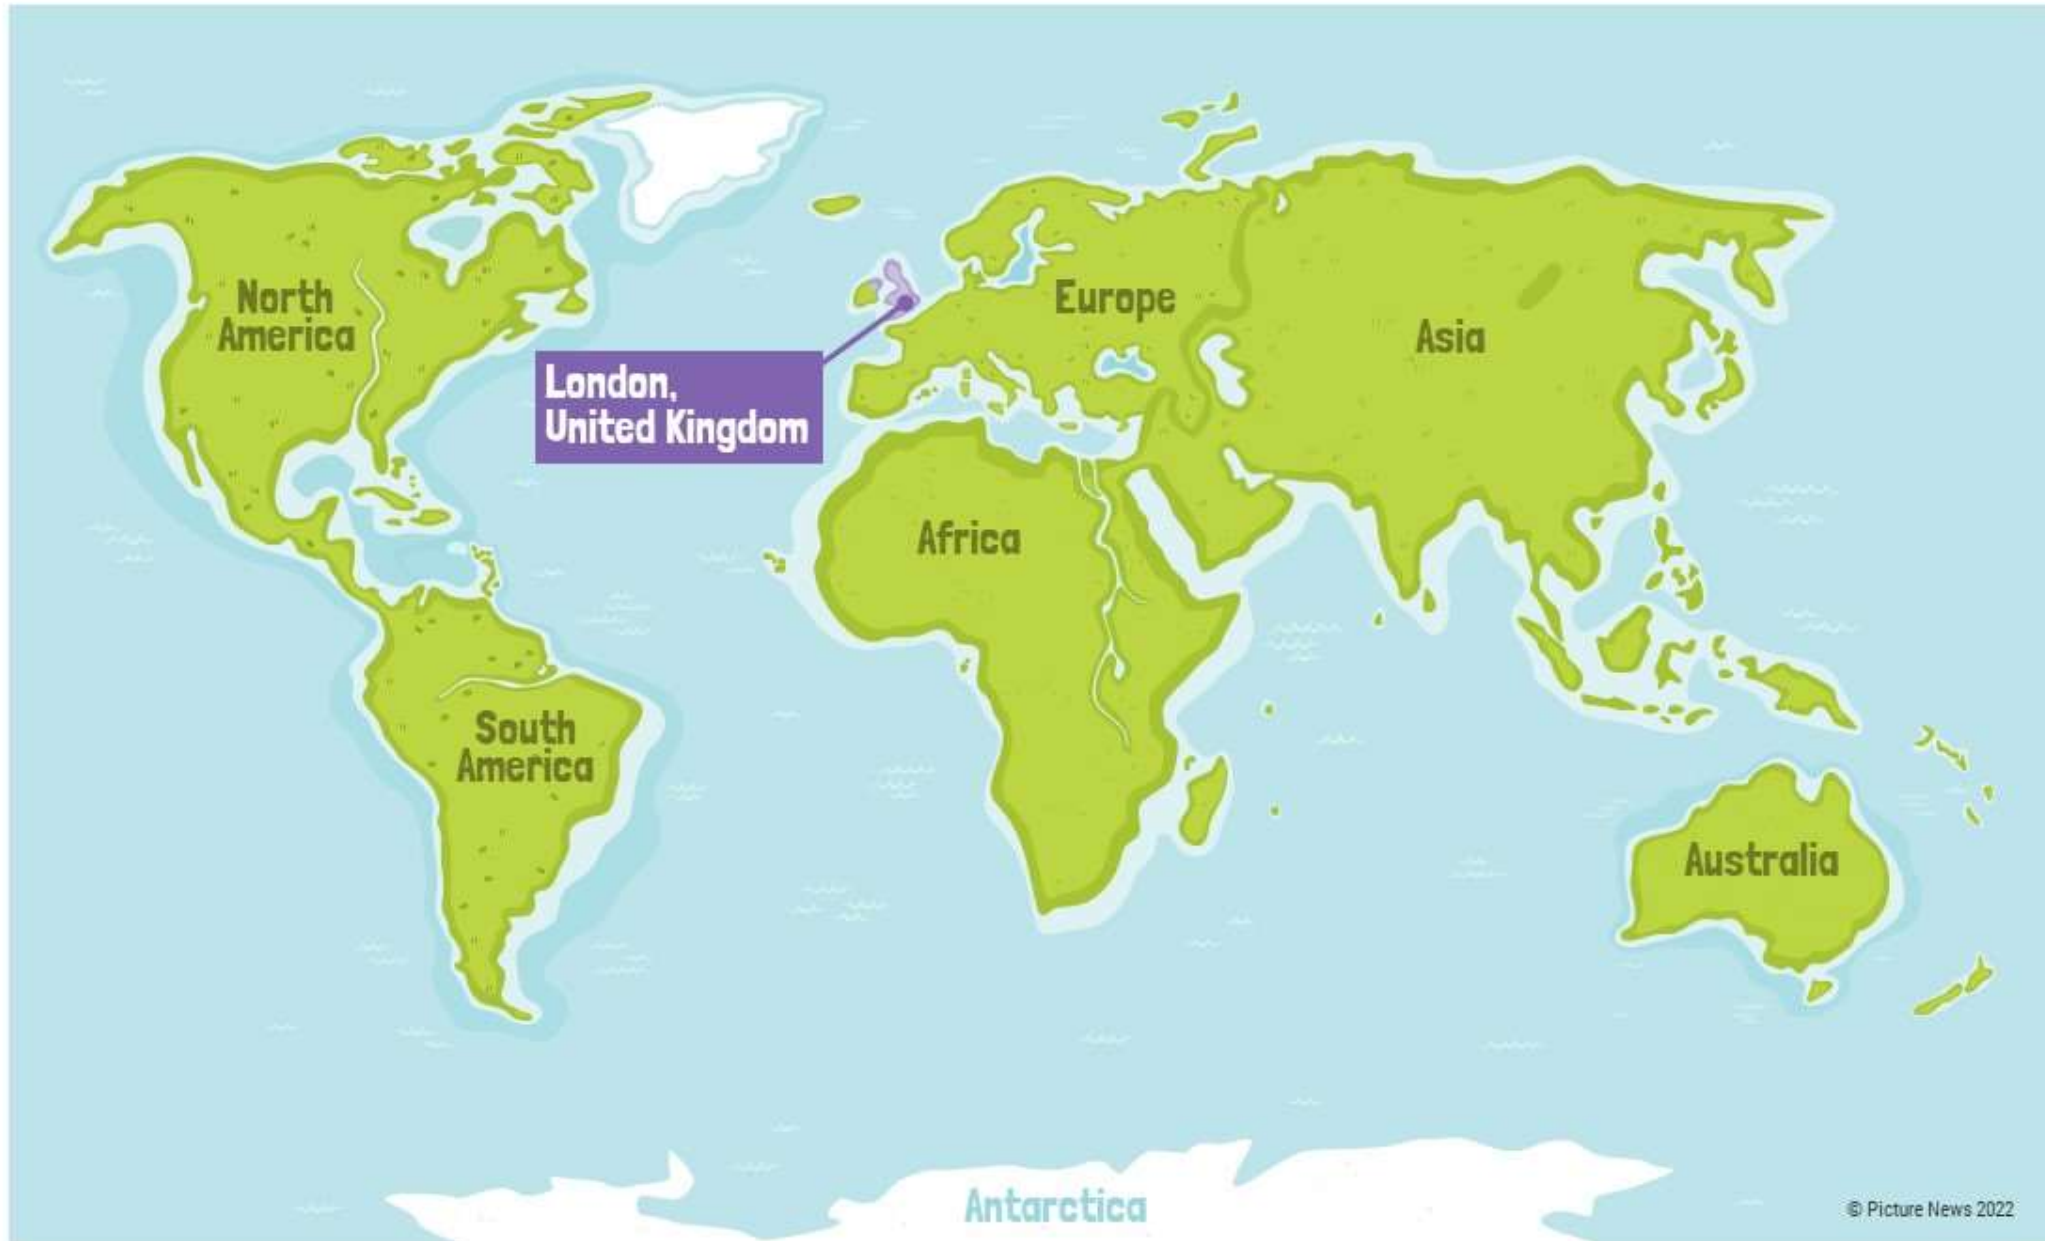 North
America
Europe
Asia
London,
United Kingdom
Africa
South
America
Australia
Antarctica
© Picture News 2022